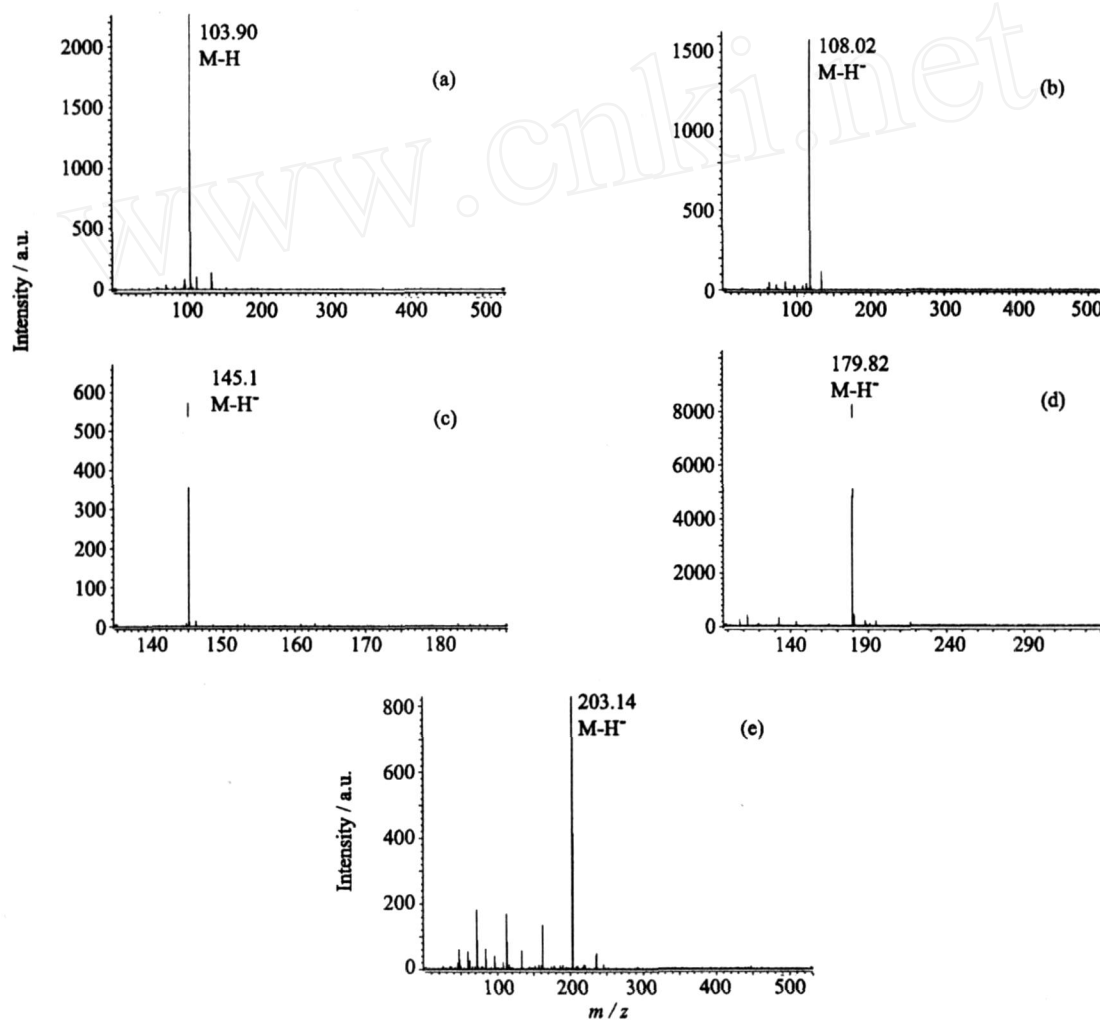 www.cnki.net
2000
1500
1000
500
0
103.90
M-H
(a)
100 200 300 400 500
1500
1000
500
0
108.02
M-H⁻
(b)
100 200 300 400 500
Intensity / a.u.
600
500
400
300
200
100
0
145.1
M-H⁻
(c)
140 150 160 170 180
8000
6000
4000
2000
0
179.82
M-H⁻
(d)
140 190 240 290
800
600
400
200
0
203.14
M-H⁻
(e)
Intensity / a.u.
100 200 300 400 500
m / z